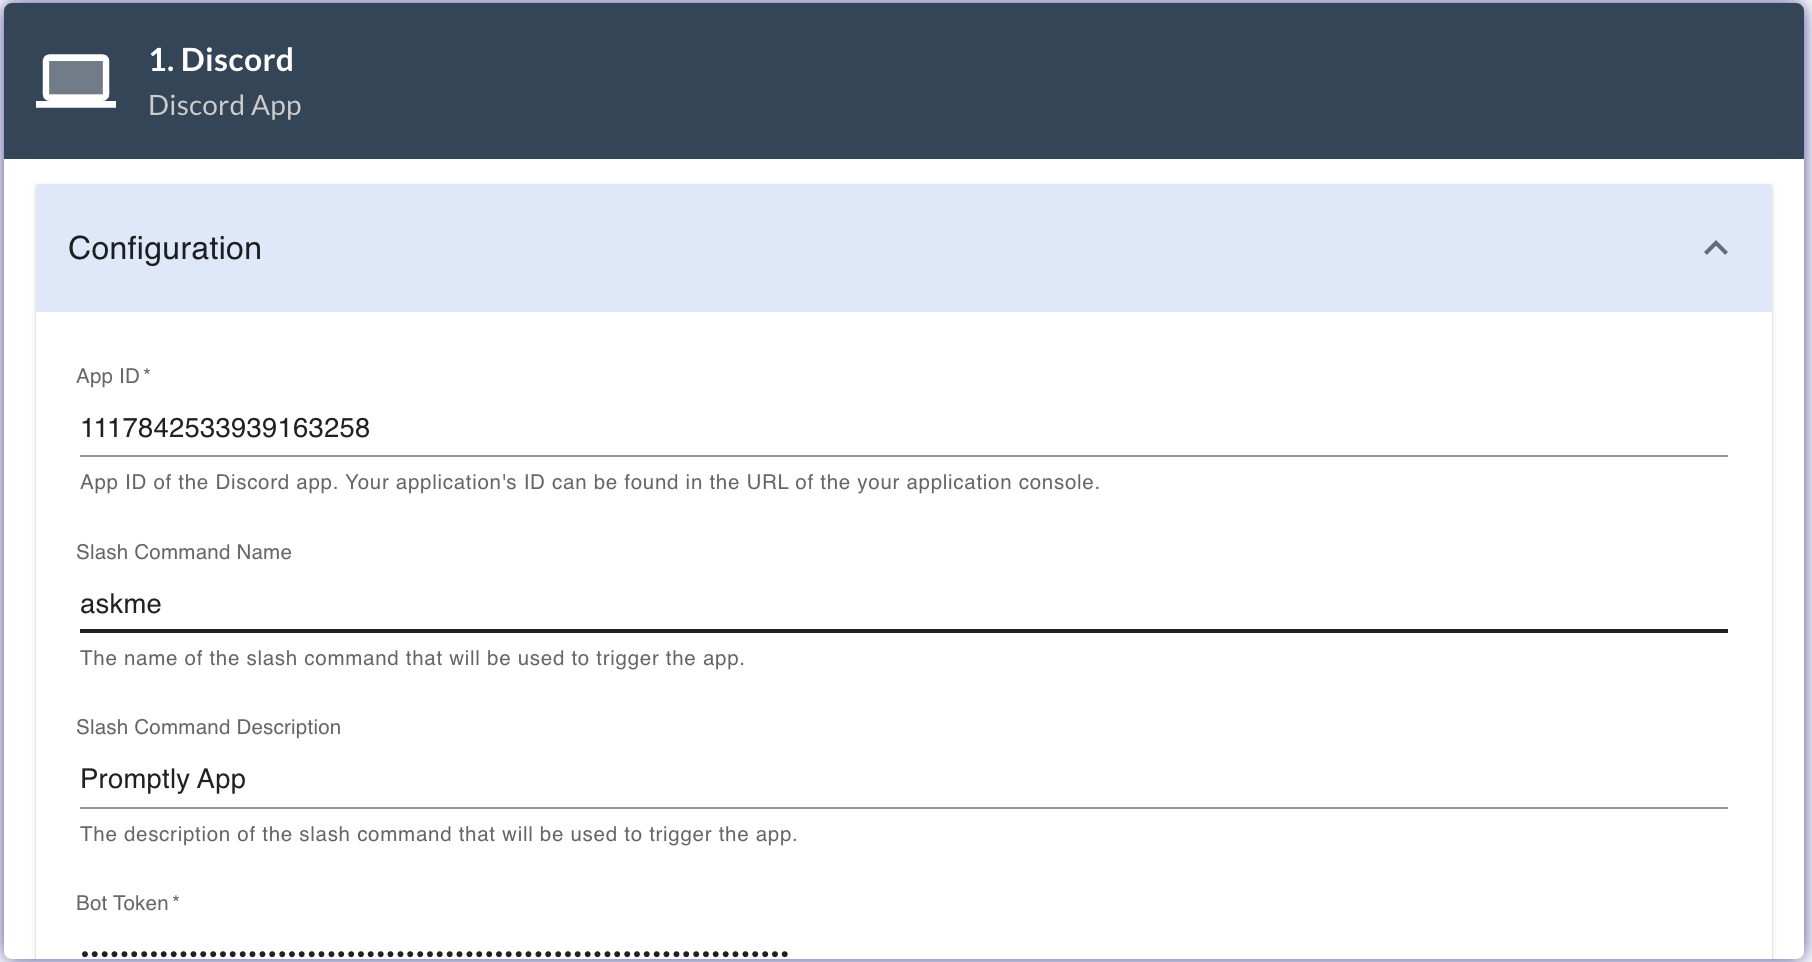 1. Discord
Discord App
Configuration
App ID *
1117842533939163258
App ID of the Discord app. Your application's ID can be found in the URL of the your application console.
Slash Command Name
askme
The name of the slash command that will be used to trigger the app.
Slash Command Description
Promptly App
The description of the slash command that will be used to trigger the app.
Bot Token *